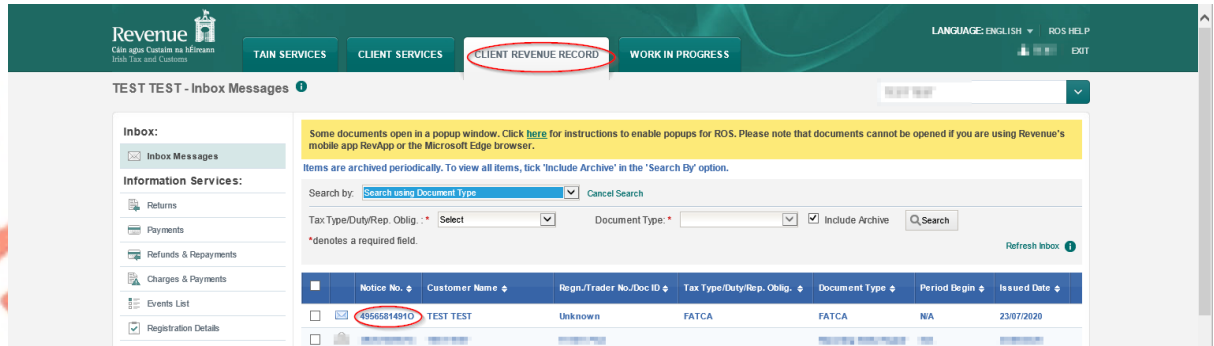 Revenue
Cáin agus Custaim na hÉireann
Irish Tax and Customs
TAIN SERVICES
CLIENT SERVICES
CLIENT REVENUE RECORD
WORK IN PROGRESS
LANGUAGE: ENGLISH
ROS HELP
EXIT
TEST TEST - Inbox Messages
Inbox:
Inbox Messages
Information Services:
Returns
Payments
Refunds & Repayments
Charges & Payments
Events List
Registration Details
Some documents open in a popup window. Click here for instructions to enable popups for ROS. Please note that documents cannot be opened if you are using Revenue's
mobile app RevApp or the Microsoft Edge browser.
Items are archived periodically. To view all items, tick 'Include Archive' in the 'Search By' option.
Search by: Search using Document Type Cancel Search
Tax Type/Duty/Rep. Oblig. :* Select Document Type: * Include Archive Search
*denotes a required field.
Refresh Inbox
Notice No. Customer Name Regn./Trader No./Doc ID Tax Type/Duty/Rep. Oblig. Document Type Period Begin Issued Date
4956581491O TEST TEST Unknown FATCA FATCA N/A 23/07/2020